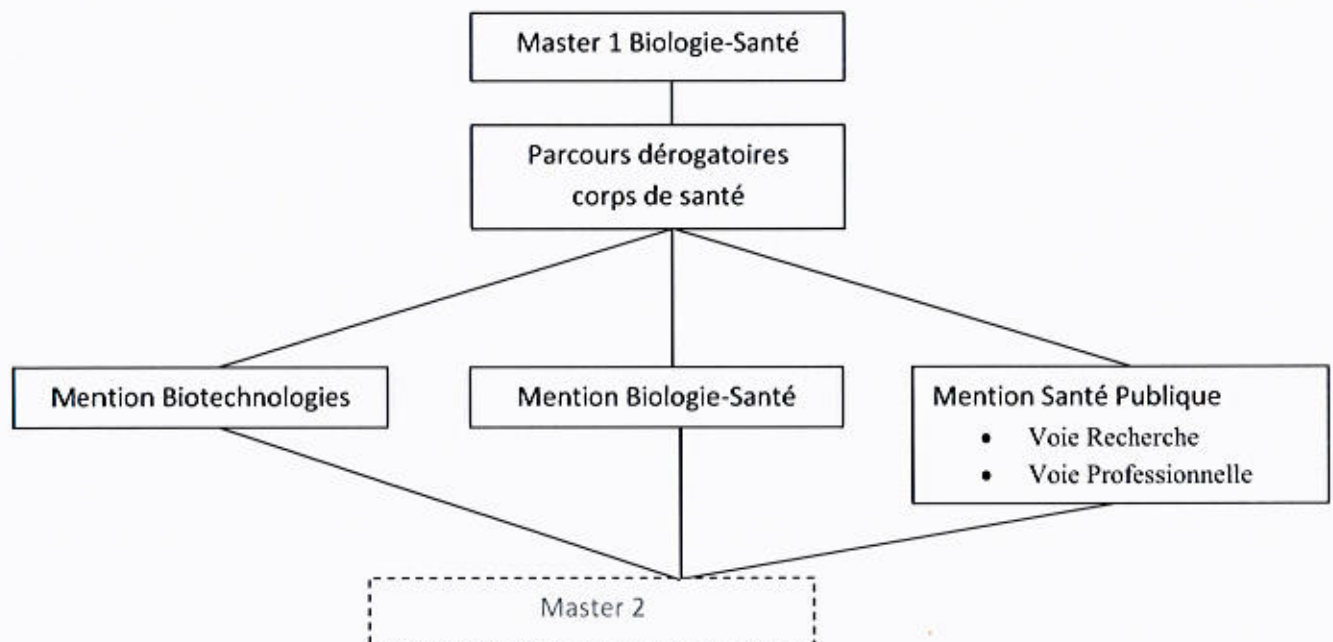 Master 1 Biologie-Santé
Parcours dérogatoires
corps de santé
Mention Biotechnologies
Mention Biologie-Santé
Mention Santé Publique
• Voie Recherche
• Voie Professionnelle
Master 2